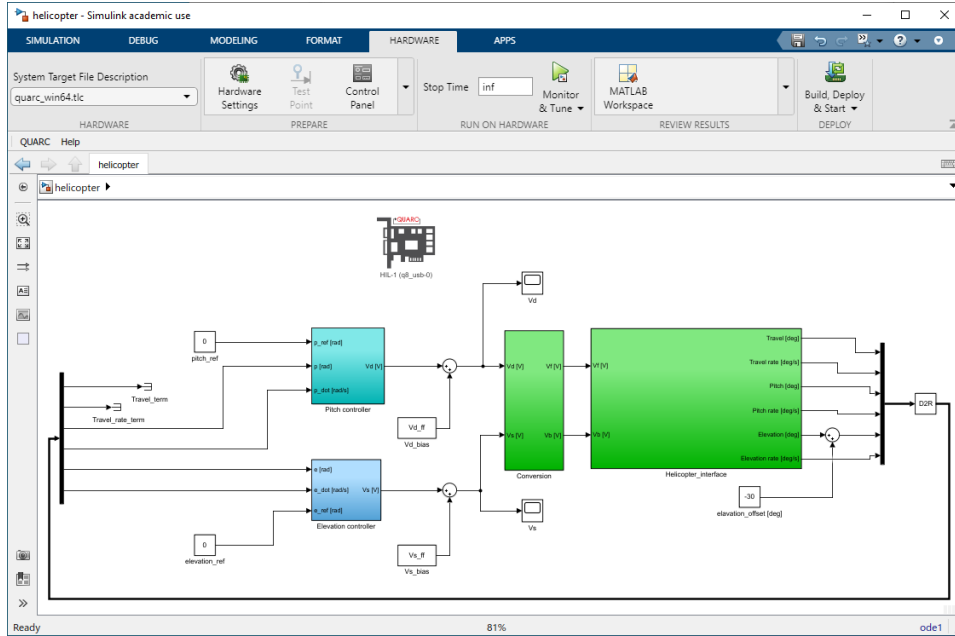 helicopter - Simulink academic use
SIMULATION
DEBUG
MODELING
FORMAT
HARDWARE
APPS
System Target File Description
quarc_win64.tlc
HARDWARE
Hardware
Settings
Test
Point
Control
Panel
PREPARE
Stop Time
inf
Monitor
& Tune
RUN ON HARDWARE
MATLAB
Workspace
REVIEW RESULTS
Build, Deploy
& Start
DEPLOY
QUARC Help
helicopter
helicopter
QUARC
HIL-1 (q8_usb-0)
Vd
0
pitch_ref
p_ref [rad]
p [rad]
p_dot [rad/s]
Vd [V]
Pitch controller
Vd_ff
Vd_bias
Travel_term
Travel_rate_term
e [rad]
e_dot [rad/s]
e_ref [rad]
Vs [V]
Elevation controller
0
elevation_ref
Vs_ff
Vs_bias
Vs
Vd [V]
Vf [V]
Vs [V]
Vb [V]
Conversion
Vf [V]
Vb [V]
Travel [deg]
Travel rate [deg/s]
Pitch [deg]
Pitch rate [deg/s]
Elevation [deg]
Elevation rate [deg/s]
Helicopter_interface
-30
elavation_offset [deg]
D2R
Ready
81%
ode1